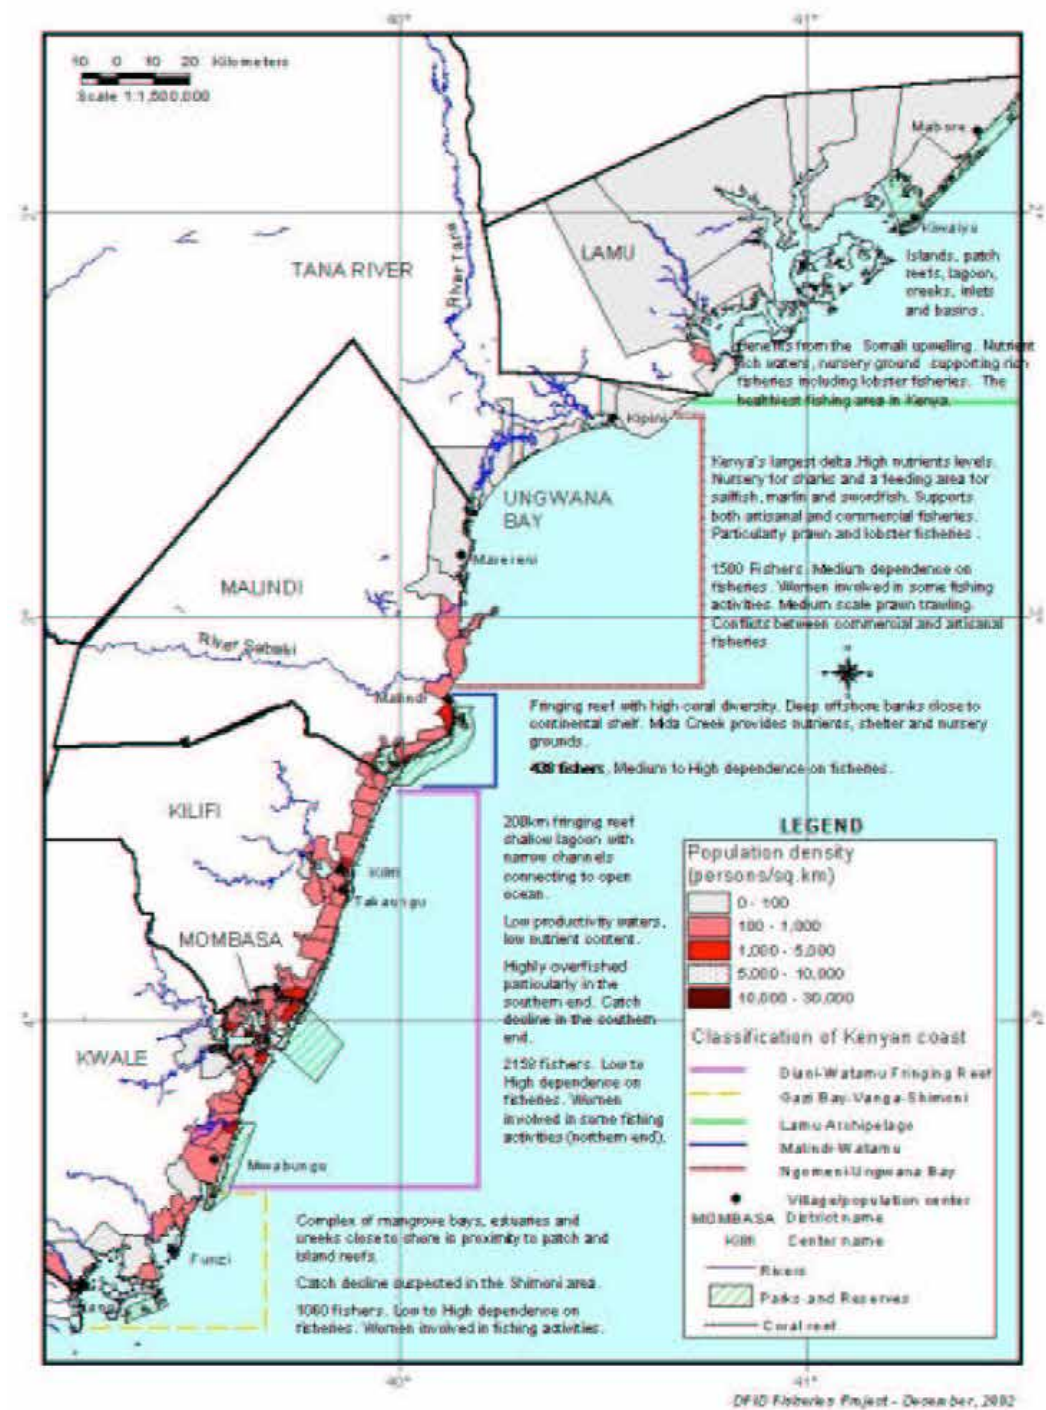 40°
41°
10 0 10 20 Kilometers
Scale 1:1,500,000
Kiwaiyu
LAMU
TANA RIVER
River Tana
Islands, patch
reefs, lagoon,
creeks, inlets
and basins.
Benefits from the Somali upwelling. Nutrient
rich waters, nursery ground supporting rich
fisheries including lobster fisheries. The
healthiest fishing area in Kenya.
Kipini
Kenya's largest delta. High nutrients levels.
Nursery for sharks and a feeding area for
sailfish, marlin and swordfish. Supports
both artisanal and commercial fisheries.
Particularly prawn and lobster fisheries.
UNGWANA
BAY
Marereni
1500 Fishers. Medium dependence on
fisheries. Women involved in some fishing
activities. Medium scale prawn trawling.
Conflicts between commercial and artisanal
fisheries
MALINDI
River Sabaki
Malindi
Fringing reef with high coral diversity. Deep offshore banks close to
continental shelf. Mida Creek provides nutrients, shelter and nursery
grounds.
fishers. Medium to High dependence on fisheries.
KILIFI
Kilifi
Takaungu
208km fringing reef
shallow lagoon with
narrow channels
connecting to open
ocean.
Low productivity waters,
low nutrient content.
Highly overfished
particularly in the
southern end. Catch
decline in the southern
end.
2158 fishers. Low to
High dependence on
fisheries. Women
involved in some fishing
activities (northern end).
MOMBASA
KWALE
Mwabungu
Funzi
Complex of mangrove bays, estuaries and
creeks close to shore in proximity to patch and
island reefs.
Catch decline suspected in the Shimoni area.
1060 fishers. Low to High dependence on
fisheries. Women involved in fishing activities.
LEGEND
Population density
(persons/sq.km)
0 - 100
100 - 1,000
1,000 - 5,000
5,000 - 10,000
10,000 - 30,000
Classification of Kenyan coast
Diani-Watamu Fringing Reef
Gazi Bay-Vanga-Shimoni
Lamu Archipelago
Malindi-Watamu
Ngomeni-Ungwana Bay
Village/population center
MOMBASA District name
Kilifi Center name
Rivers
Parks and Reserves
Coral reef
40°
41°
DFID Fisheries Project - December, 2002